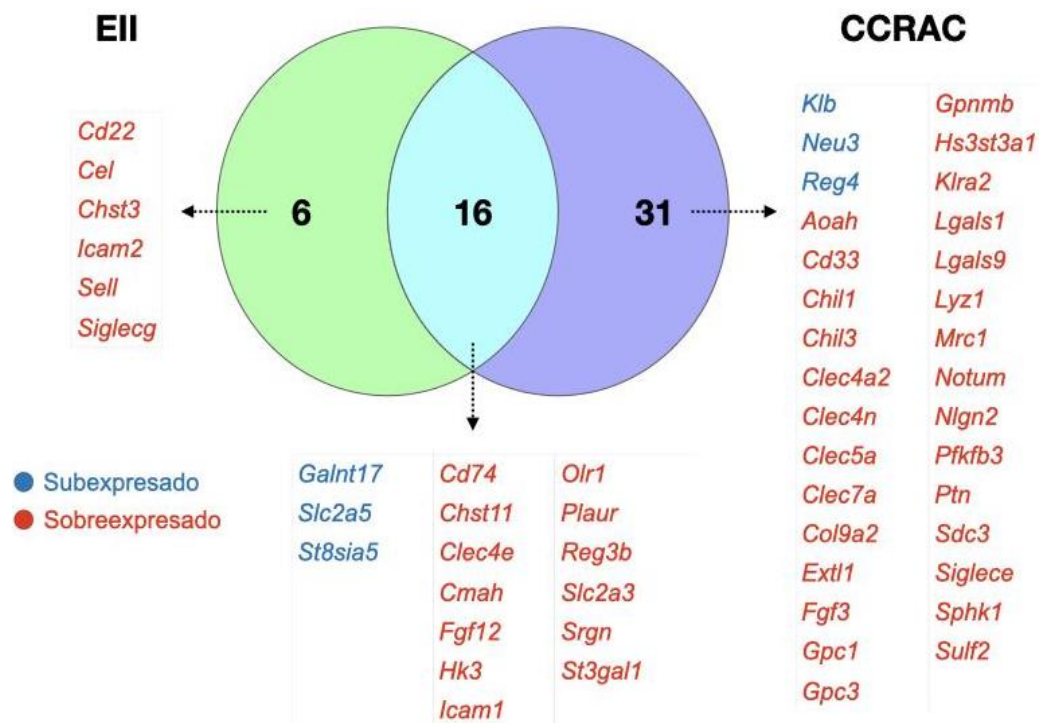 EII
CCRAC
Cd22
Cel
Chst3
Icam2
Sell
Siglecg
6
16
31
Klb
Neu3
Reg4
Aoah
Cd33
Chil1
Chil3
Clec4a2
Clec4n
Clec5a
Clec7a
Col9a2
Extl1
Fgf3
Gpc1
Gpc3
Gpnmb
Hs3st3a1
Klra2
Lgals1
Lgals9
Lyz1
Mrc1
Notum
Nlgn2
Pfkfb3
Ptn
Sdc3
Siglece
Sphk1
Sulf2
Subexpresado
Sobreexpresado
Galnt17
Slc2a5
St8sia5
Cd74
Chst11
Clec4e
Cmah
Fgf12
Hk3
Icam1
Olr1
Plaur
Reg3b
Slc2a3
Srgn
St3gal1